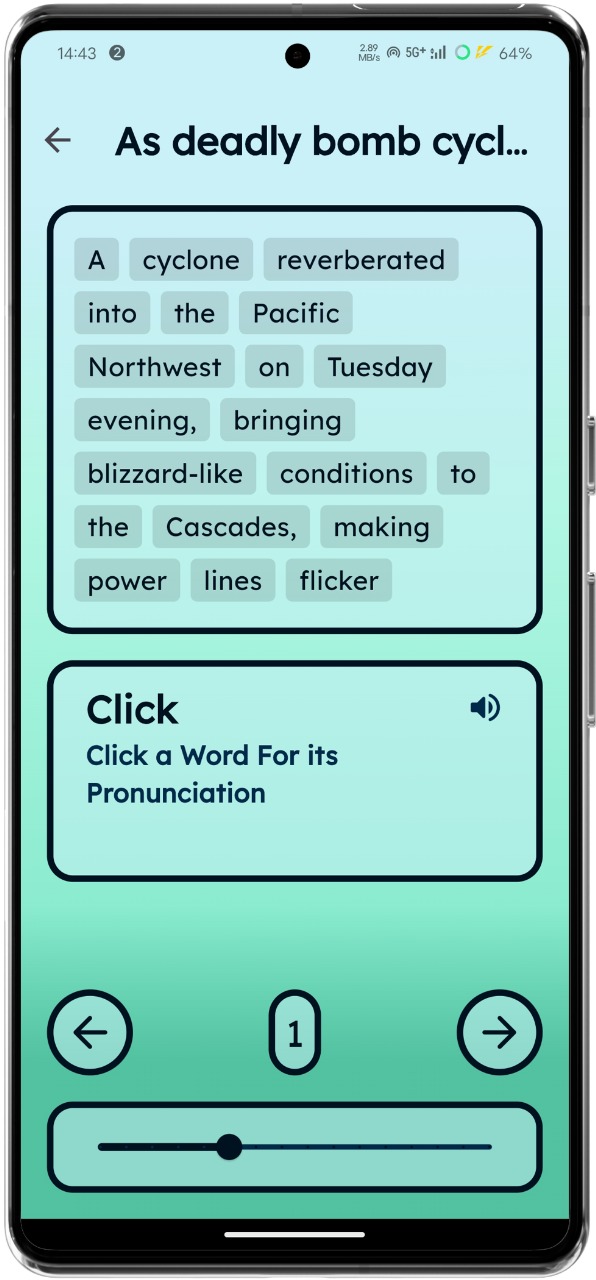 14:43 2 2.89 MB/s 5G+ 64%
As deadly bomb cycl...
A cyclone reverberated
into the Pacific
Northwest on Tuesday
evening, bringing
blizzard-like conditions to
the Cascades, making
power lines flicker
Click
Click a Word For its
Pronunciation
1